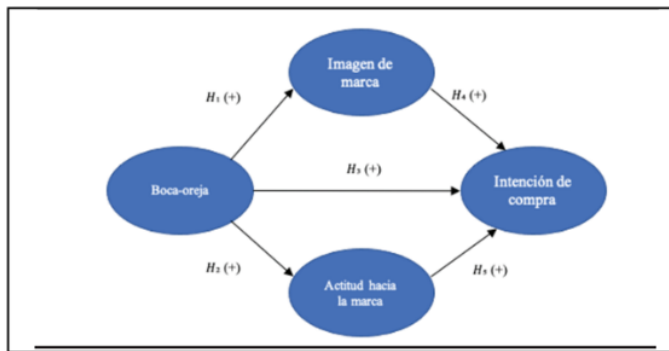 Imagen de
marca
H₁ (+)
H₄ (+)
Boca-oreja
H₃ (+)
Intención de
compra
H₂ (+)
H₅ (+)
Actitud hacia
la marca